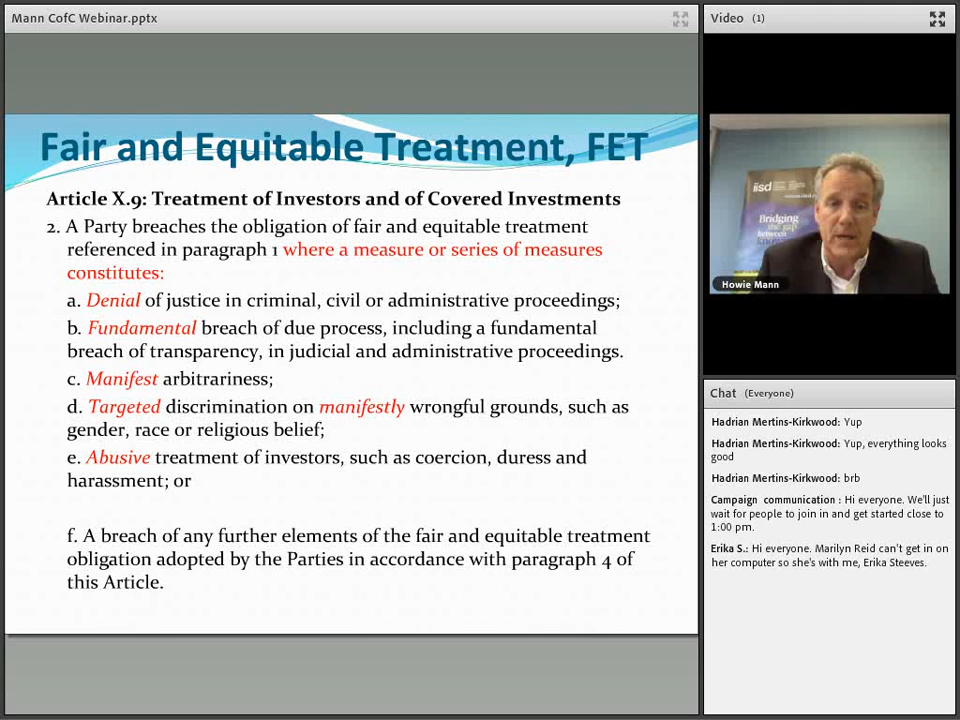 Mann CofC Webinar.pptx
Fair and Equitable Treatment, FET
Article X.9: Treatment of Investors and of Covered Investments
2. A Party breaches the obligation of fair and equitable treatment
referenced in paragraph 1 where a measure or series of measures
constitutes:
a. Denial of justice in criminal, civil or administrative proceedings;
b. Fundamental breach of due process, including a fundamental
breach of transparency, in judicial and administrative proceedings.
c. Manifest arbitrariness;
d. Targeted discrimination on manifestly wrongful grounds, such as
gender, race or religious belief;
e. Abusive treatment of investors, such as coercion, duress and
harassment; or
f. A breach of any further elements of the fair and equitable treatment
obligation adopted by the Parties in accordance with paragraph 4 of
this Article.
Video (1)
iisd
Bridging
the gap
between
Howie Mann
Chat (Everyone)
Hadrian Mertins-Kirkwood: Yup
Hadrian Mertins-Kirkwood: Yup, everything looks
good
Hadrian Mertins-Kirkwood: brb
Campaign communication : Hi everyone. We'll just
wait for people to join in and get started close to
1:00 pm.
Erika S.: Hi everyone. Marilyn Reid can't get in on
her computer so she's with me, Erika Steeves.